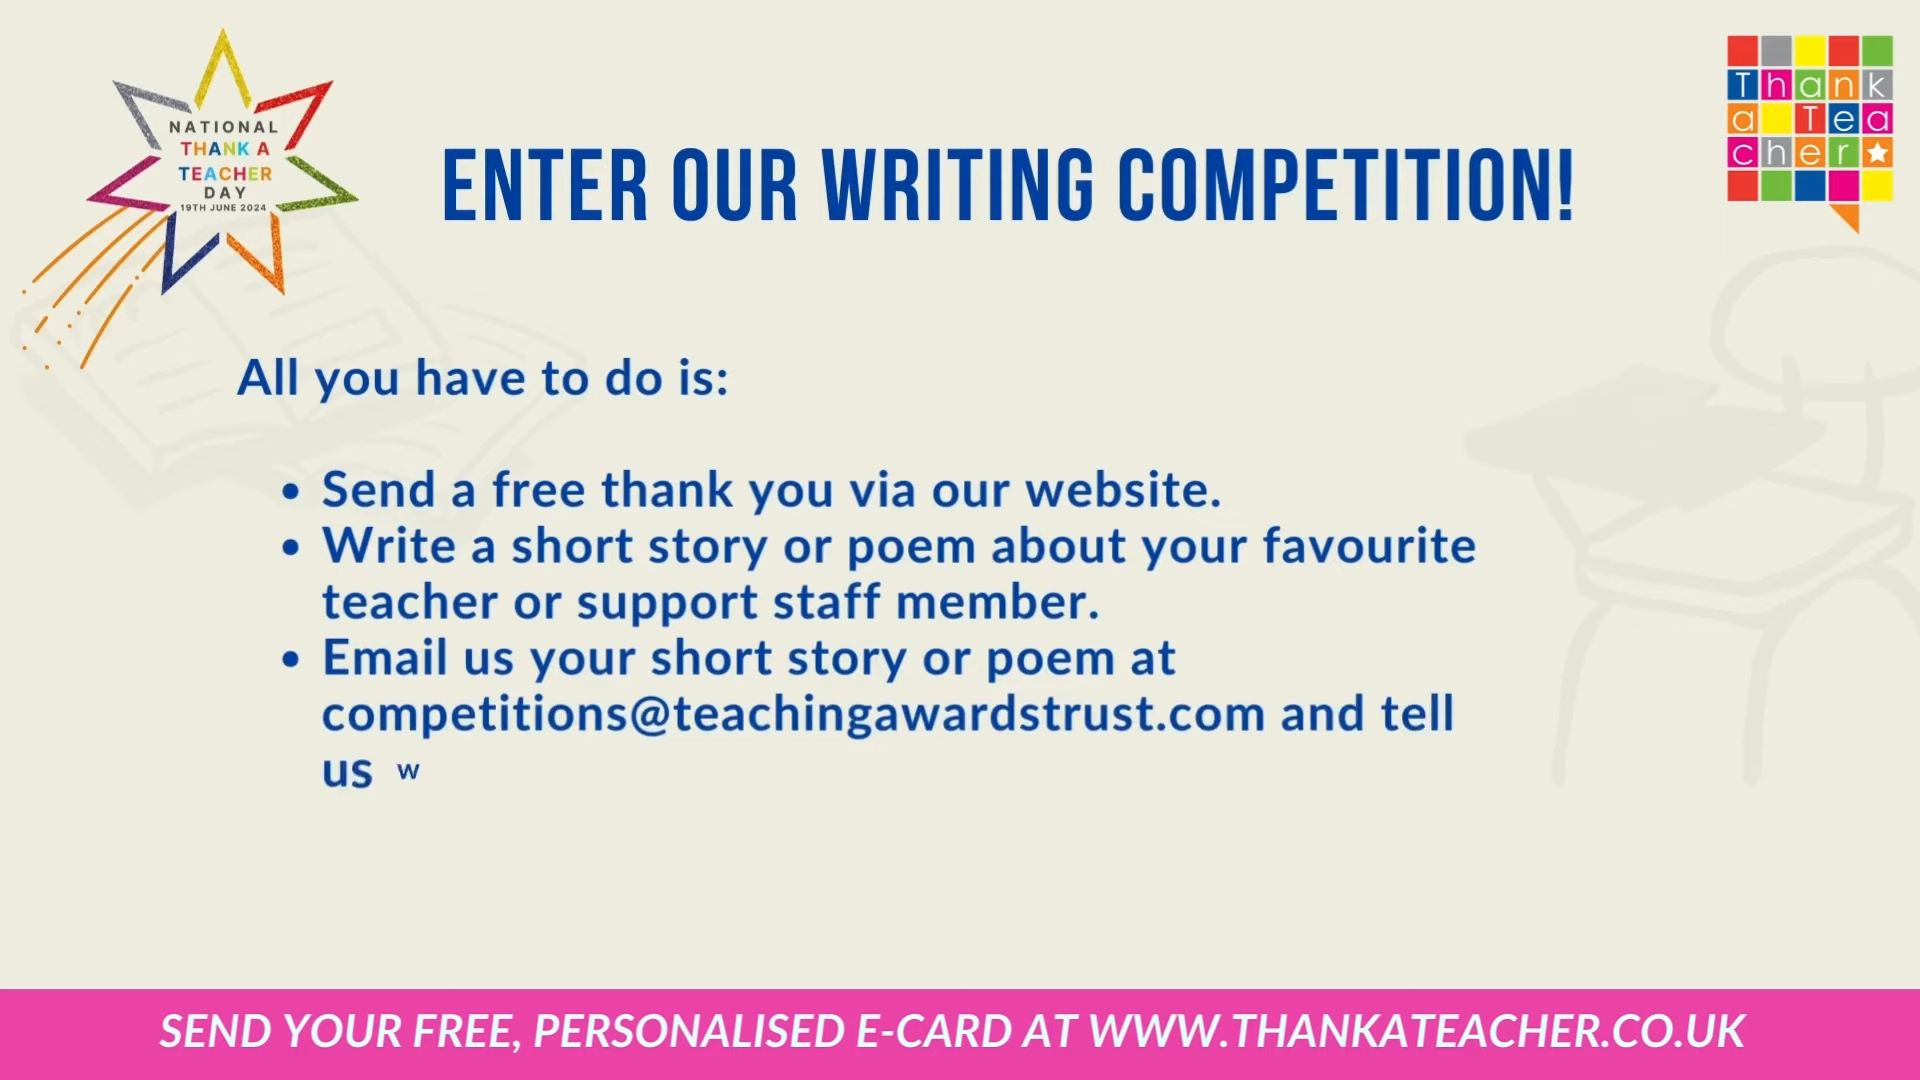 NATIONAL
THANK A
TEACHER
DAY
19TH JUNE 2024
ENTER OUR WRITING COMPETITION!
Thank
a Tea
cher
All you have to do is:
• Send a free thank you via our website.
• Write a short story or poem about your favourite
teacher or support staff member.
• Email us your short story or poem at
competitions@teachingawardstrust.com and tell
us w
SEND YOUR FREE, PERSONALISED E-CARD AT WWW.THANKATEACHER.CO.UK